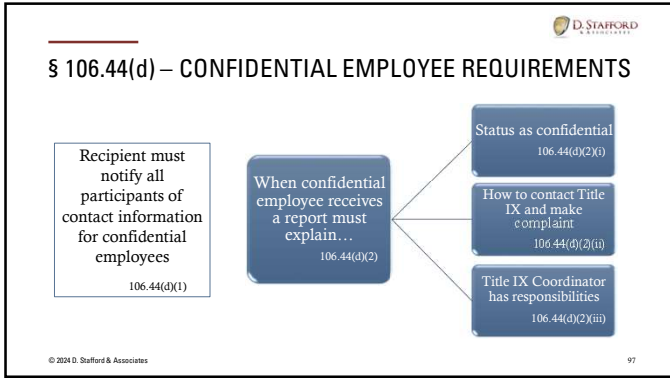 D. STAFFORD
& ASSOCIATES
§ 106.44(d) – CONFIDENTIAL EMPLOYEE REQUIREMENTS
Recipient must
notify all
participants of
contact information
for confidential
employees
106.44(d)(1)
When confidential
employee receives
a report must
explain…
106.44(d)(2)
Status as confidential
106.44(d)(2)(i)
How to contact Title
IX and make
complaint
106.44(d)(2)(ii)
Title IX Coordinator
has responsibilities
106.44(d)(2)(iii)
© 2024 D. Stafford & Associates
97